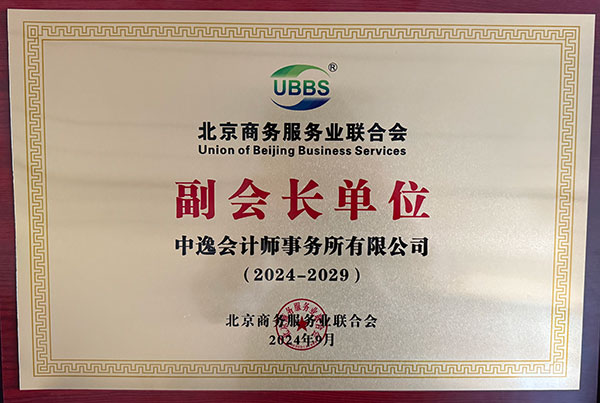 UBBS®
北京商务服务业联合会
Union of Beijing Business Services
副会长单位
中逸会计师事务所有限公司
(2024-2029)
北京商务服务业联合会
2024年9月